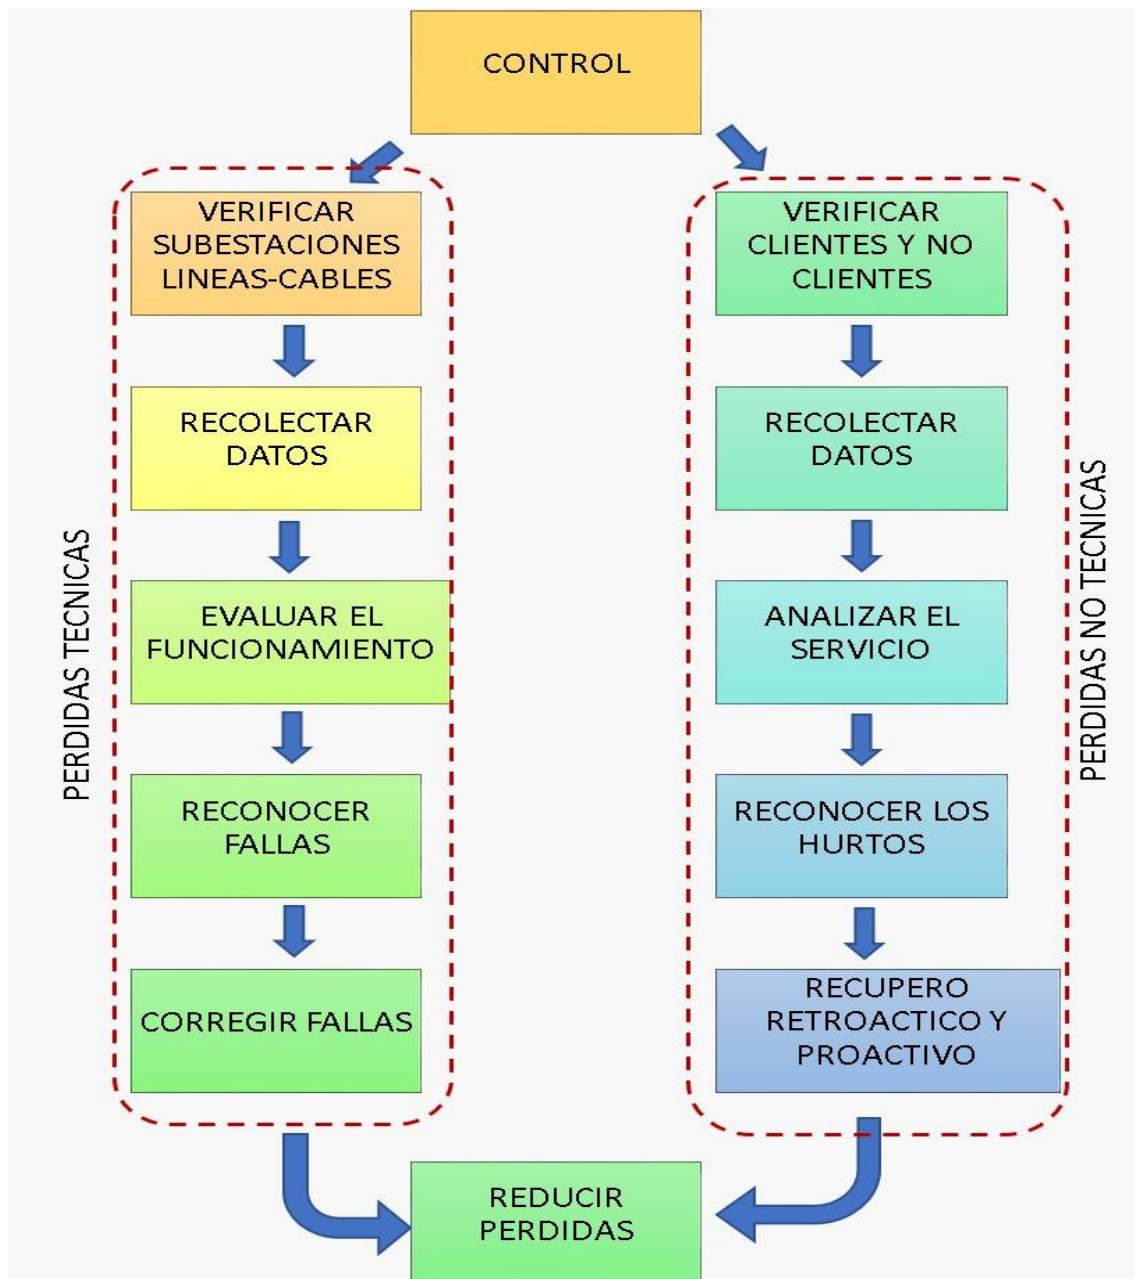 CONTROL
PERDIDAS TECNICAS
VERIFICAR
SUBESTACIONES
LINEAS-CABLES
RECOLECTAR
DATOS
EVALUAR EL
FUNCIONAMIENTO
RECONOCER
FALLAS
CORREGIR FALLAS
VERIFICAR
CLIENTES Y NO
CLIENTES
RECOLECTAR
DATOS
ANALIZAR EL
SERVICIO
RECONOCER LOS
HURTOS
RECUPERO
RETROACTICO Y
PROACTIVO
PERDIDAS NO TECNICAS
REDUCIR
PERDIDAS